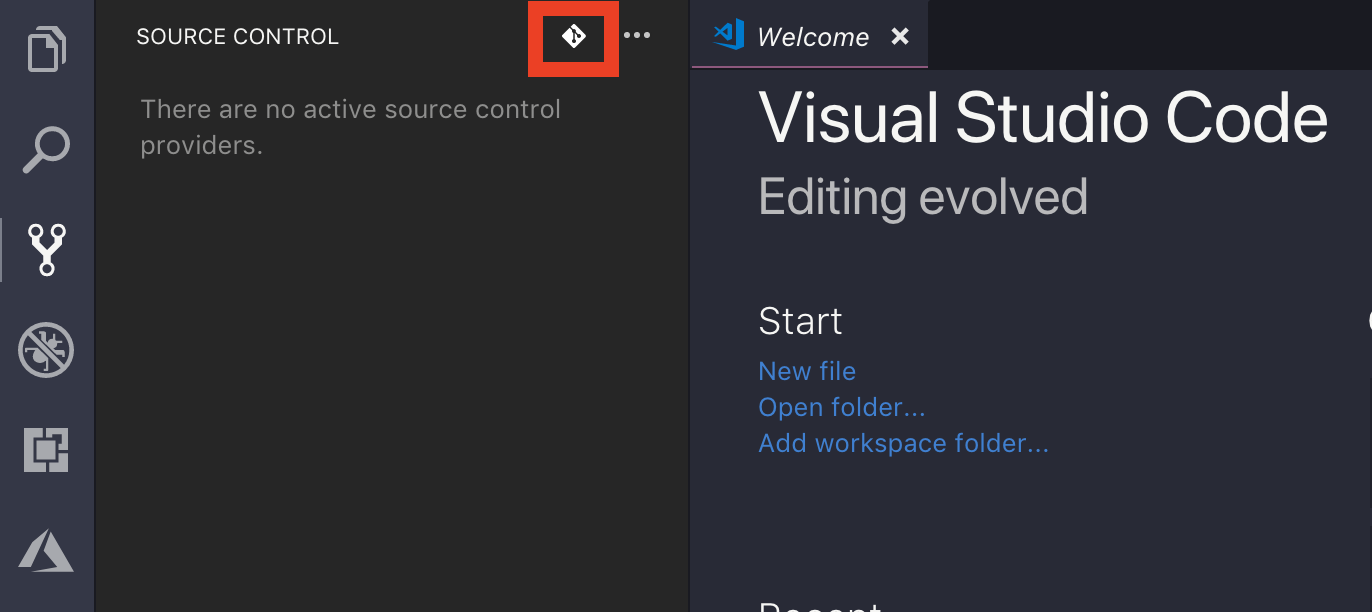 SOURCE CONTROL
There are no active source control
providers.
Welcome
Visual Studio Code
Editing evolved
Start
New file
Open folder...
Add workspace folder...
Recent